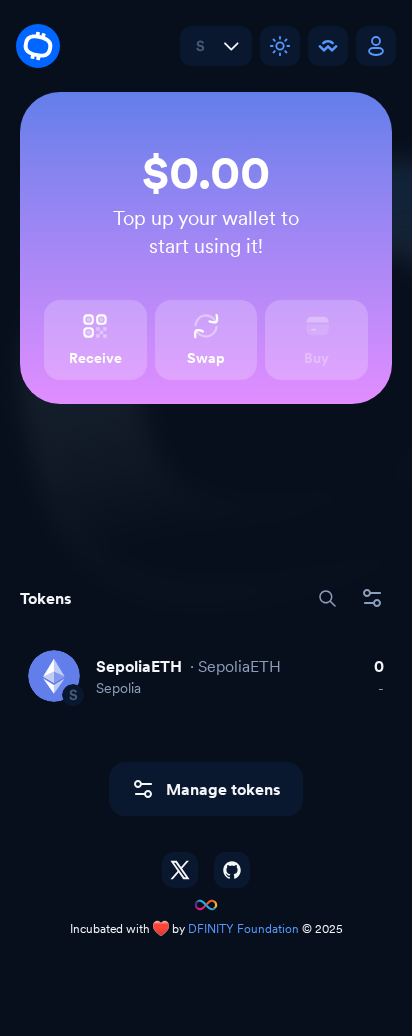 S
$0.00
Top up your wallet to
start using it!
Receive
Swap
Buy
Tokens
SepoliaETH · SepoliaETH
0
Sepolia
-
S
Manage tokens
Incubated with ❤️ by DFINITY Foundation © 2025